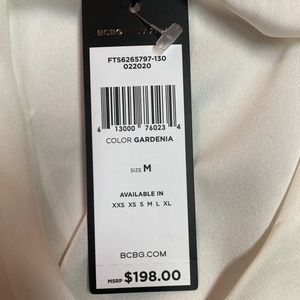 BCBG
FTS6265797-130
022020
6 13000 76023 4
COLOR GARDENIA
SIZE M
AVAILABLE IN
XXS XS S M L XL
BCBG.COM
MSRP $198.00